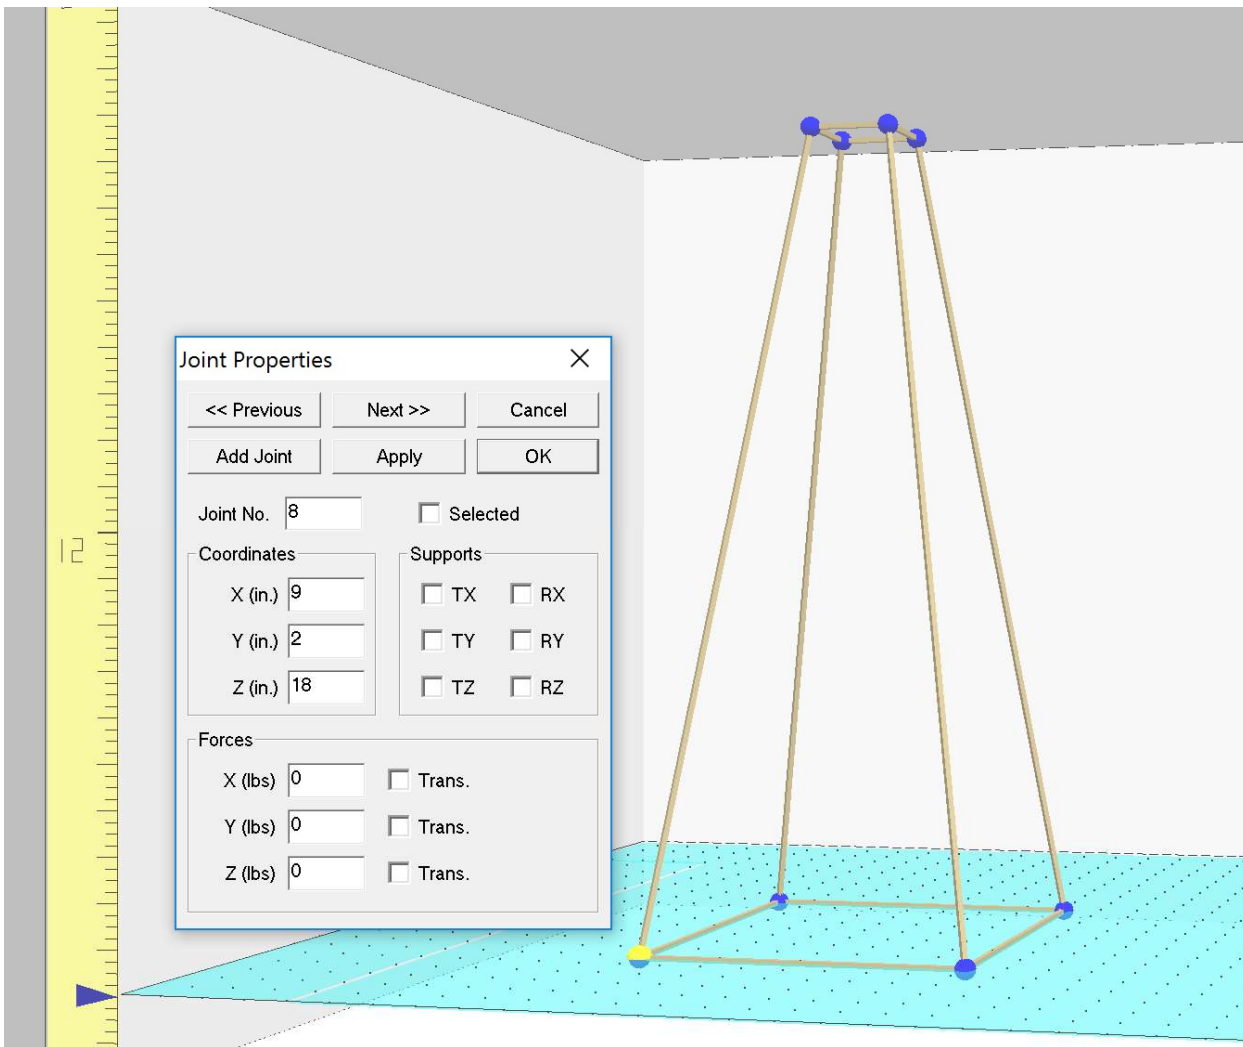 12
Joint Properties
<< Previous Next >> Cancel
Add Joint Apply OK
Joint No. 8 Selected
Coordinates Supports
X (in.) 9 TX RX
Y (in.) 2 TY RY
Z (in.) 18 TZ RZ
Forces
X (lbs) 0 Trans.
Y (lbs) 0 Trans.
Z (lbs) 0 Trans.